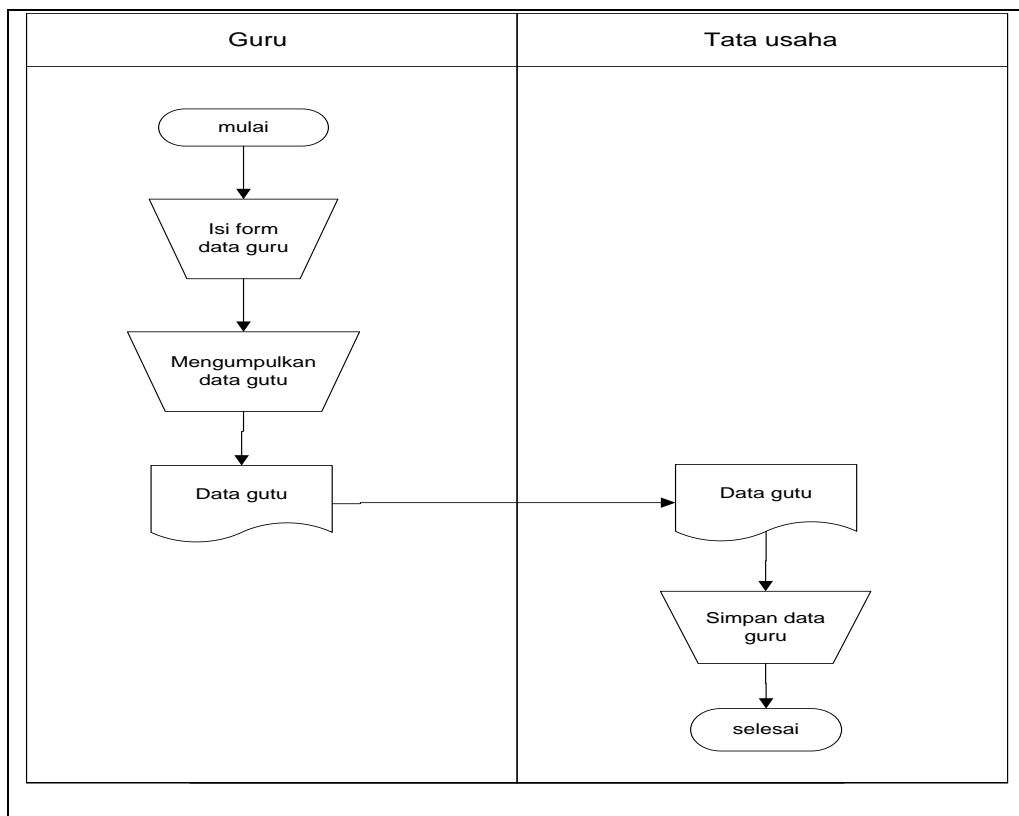 Guru
Tata usaha
mulai
Isi form
data guru
Mengumpulkan
data gutu
Data gutu
Data gutu
Simpan data
guru
selesai